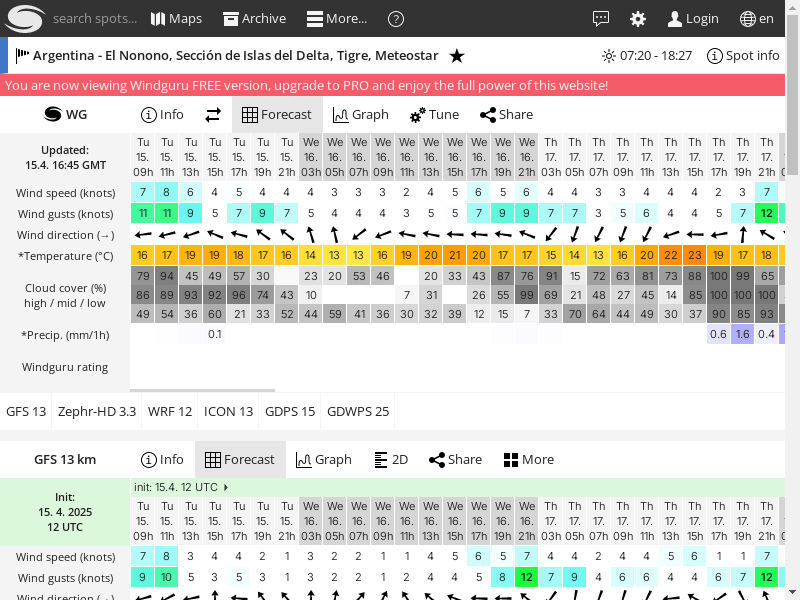 search spots... Maps Archive More... ? Login en
Argentina - El Nonono, Sección de Islas del Delta, Tigre, Meteostar ★ 07:20 - 18:27 Spot info
You are now viewing Windguru FREE version, upgrade to PRO and enjoy the full power of this website!
WG Info Forecast Graph Tune Share
Updated:
15.4. 16:45 GMT
Tu Tu Tu Tu Tu Tu Tu We We We We We We We We We We Th Th Th Th Th Th Th Th Th Th
15. 15. 15. 15. 15. 15. 15. 16. 16. 16. 16. 16. 16. 16. 16. 16. 16. 17. 17. 17. 17. 17. 17. 17. 17. 17. 17.
09h 11h 13h 15h 17h 19h 21h 03h 05h 07h 09h 11h 13h 15h 17h 19h 21h 03h 05h 07h 09h 11h 13h 15h 17h 19h 21h
Wind speed (knots) 7 8 6 4 5 4 4 4 3 3 3 4 2 4 5 6 5 6 4 4 3 3 4 4 4 2 3 7
Wind gusts (knots) 11 11 9 5 7 9 7 5 4 4 4 3 5 5 7 9 9 7 7 3 5 6 4 4 5 7 12
Wind direction (→)
*Temperature (°C) 16 17 19 19 18 17 16 14 13 13 16 19 20 21 20 17 17 15 14 13 16 20 22 23 19 17 18
Cloud cover (%)
high / mid / low
79 94 45 49 57 30 23 20 53 46 20 33 43 87 76 91 15 72 63 81 73 88 100 99 65
86 89 93 92 96 74 43 10 7 31 26 55 99 69 21 48 27 45 14 85 100 100 100
49 54 36 60 21 33 52 44 59 41 36 30 32 39 12 15 7 33 70 64 44 49 30 37 90 85 93
*Precip. (mm/1h) 0.1 0.6 1.6 0.4
Windguru rating
GFS 13 Zephr-HD 3.3 WRF 12 ICON 13 GDPS 15 GDWPS 25
GFS 13 km Info Forecast Graph 2D Share More
Init:
15. 4. 2025
12 UTC
init: 15.4. 12 UTC
Tu Tu Tu Tu Tu Tu Tu We We We We We We We We We We Th Th Th Th Th Th Th Th Th Th
15. 15. 15. 15. 15. 15. 15. 16. 16. 16. 16. 16. 16. 16. 16. 16. 16. 17. 17. 17. 17. 17. 17. 17. 17. 17. 17.
09h 11h 13h 15h 17h 19h 21h 03h 05h 07h 09h 11h 13h 15h 17h 19h 21h 03h 05h 07h 09h 11h 13h 15h 17h 19h 21h
Wind speed (knots) 7 8 3 4 4 2 1 3 2 2 1 1 4 5 6 5 7 4 4 2 4 4 5 6 1 1 7
Wind gusts (knots) 9 10 5 3 5 3 1 3 2 2 1 2 4 4 5 8 12 7 9 4 6 6 4 4 6 7 12
Wind direction (→)